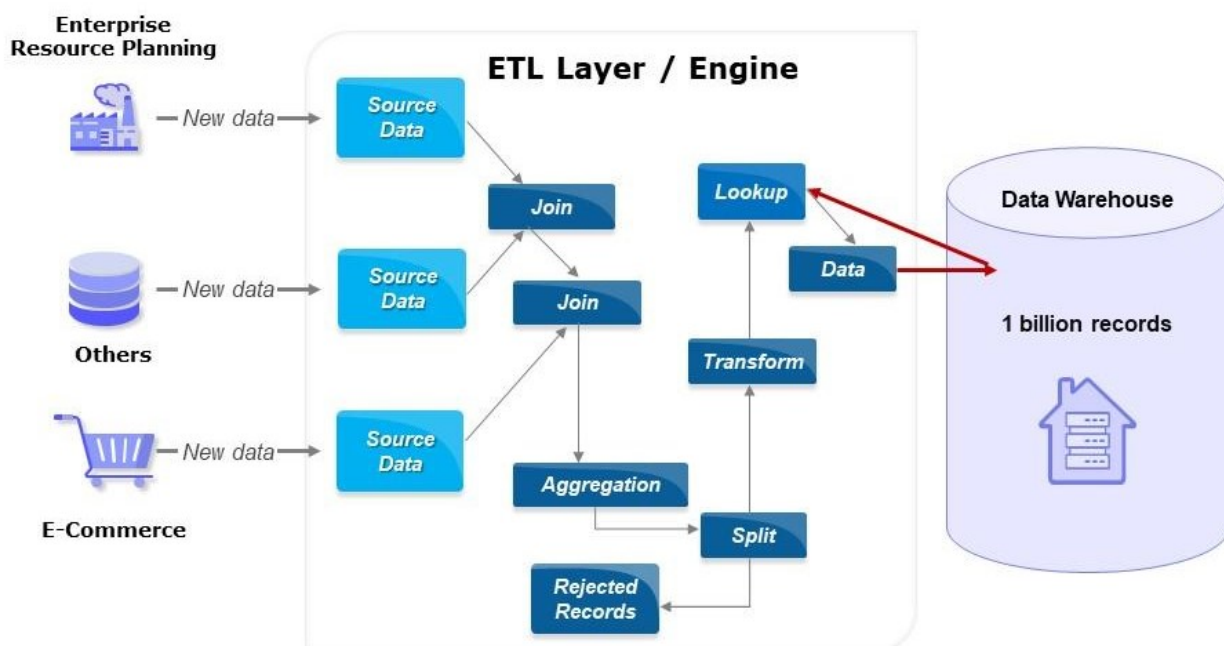 Enterprise
Resource Planning
New data
Others
New data
E-Commerce
New data
ETL Layer / Engine
Source
Data
Source
Data
Source
Data
Join
Join
Aggregation
Split
Rejected
Records
Transform
Lookup
Data
Data Warehouse
1 billion records